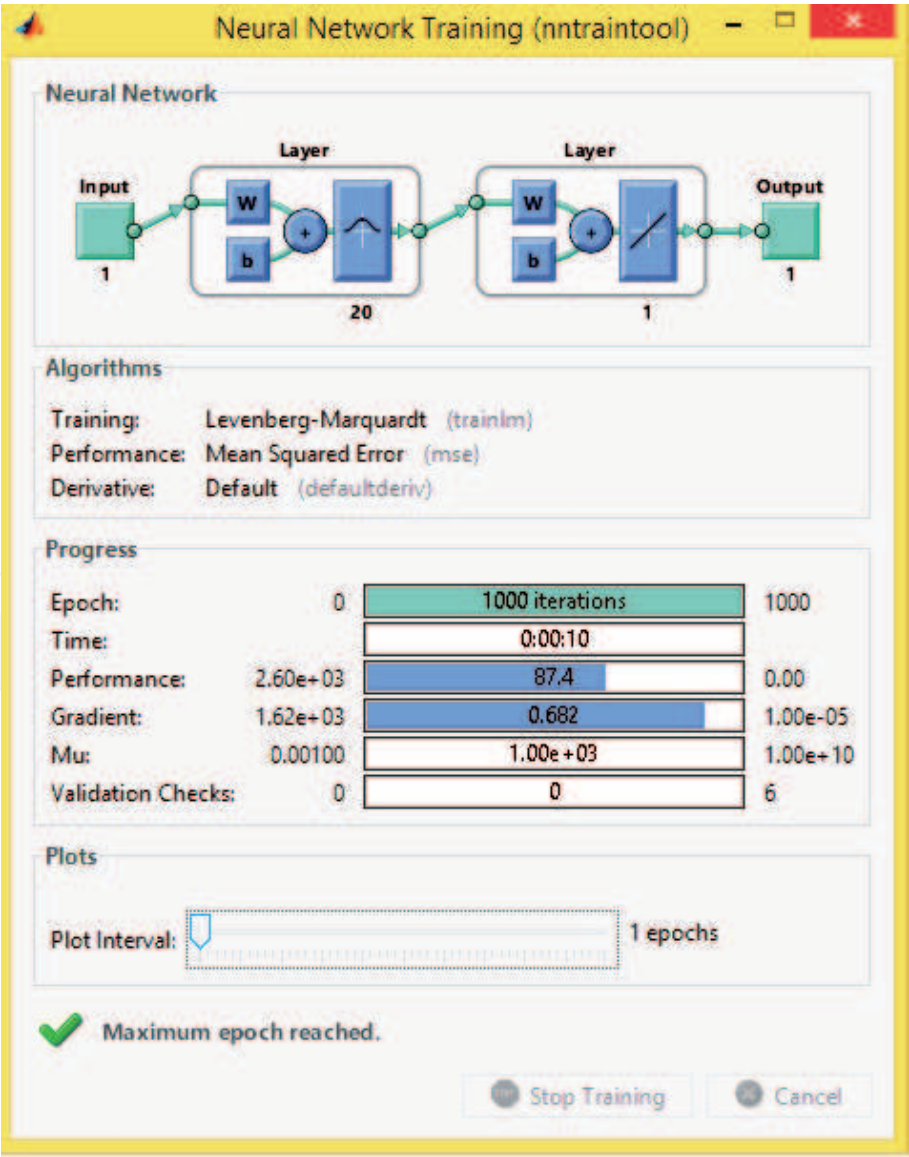 Neural Network Training (nntraintool)
Neural Network
Layer Layer
Input W b + W b + Output
1 20 1 1
Algorithms
Training: Levenberg-Marquardt (trainlm)
Performance: Mean Squared Error (mse)
Derivative: Default (defaultderiv)
Progress
Epoch: 0 1000 iterations 1000
Time: 0:00:10
Performance: 2.60e+03 87.4 0.00
Gradient: 1.62e+03 0.682 1.00e-05
Mu: 0.00100 1.00e+03 1.00e+10
Validation Checks: 0 0 6
Plots
Plot Interval: 1 epochs
Maximum epoch reached.
Stop Training Cancel